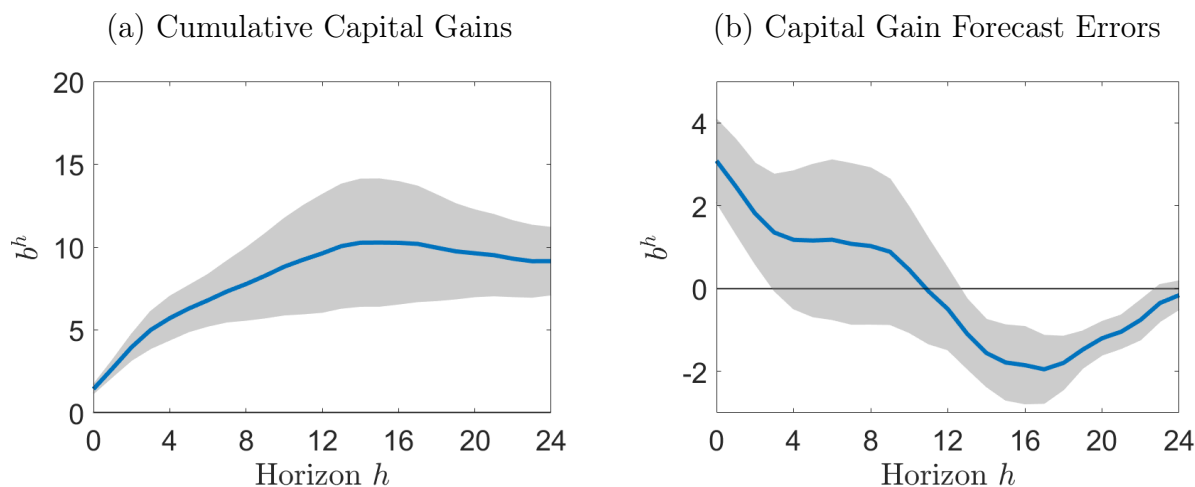 (a) Cumulative Capital Gains
20
15
10
5
0
b^h
0 4 8 12 16 20 24
Horizon h
(b) Capital Gain Forecast Errors
4
2
0
-2
b^h
0 4 8 12 16 20 24
Horizon h